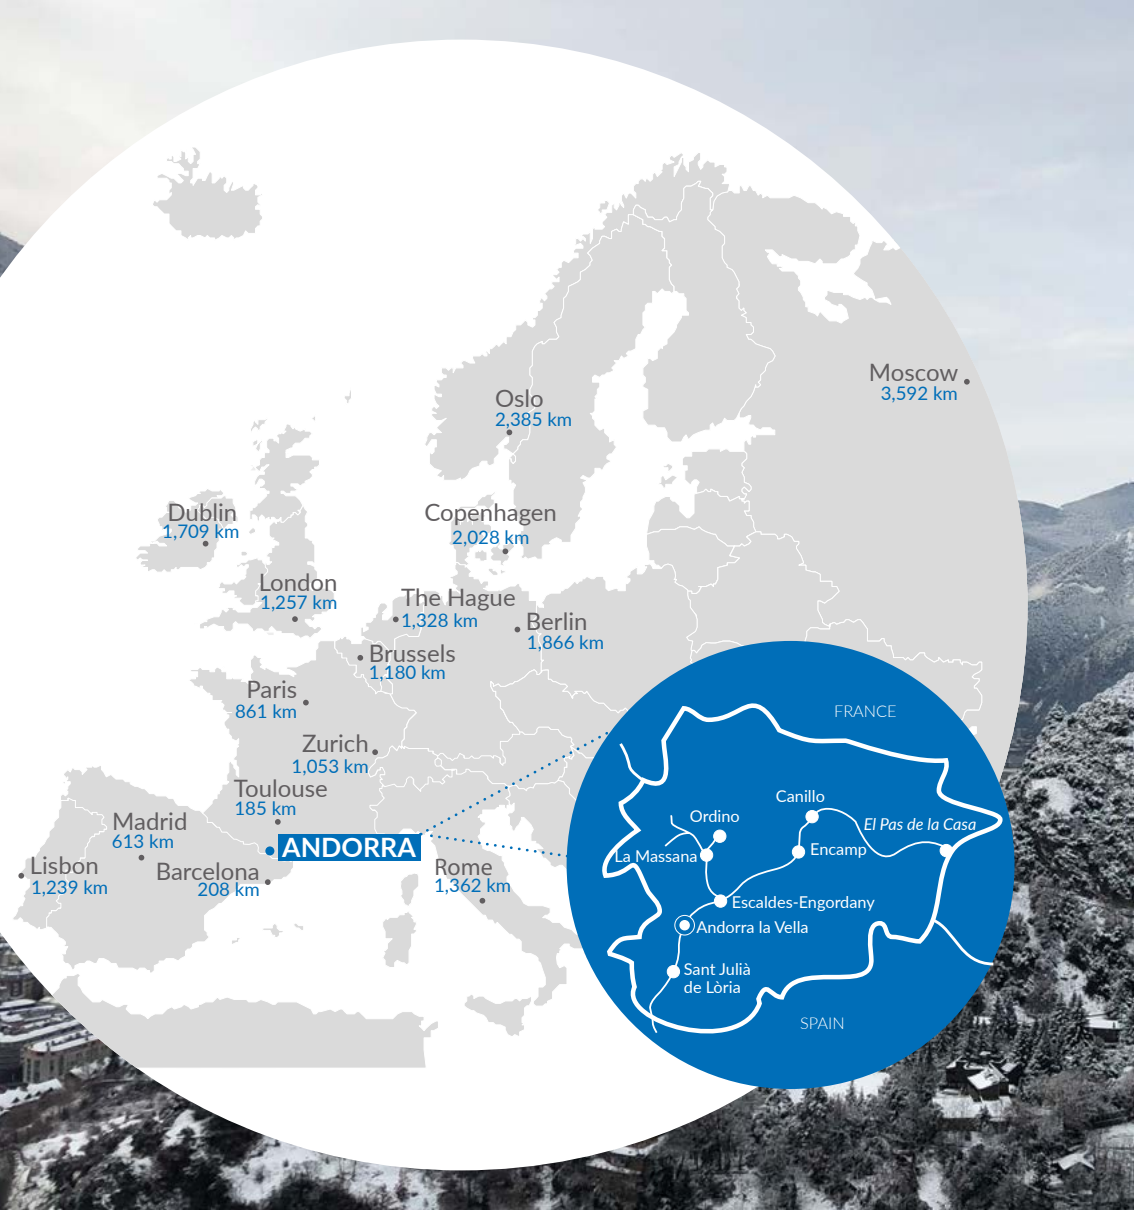 Moscow
3,592 km
Oslo
2,385 km
Dublin
1,709 km
Copenhagen
2,028 km
London
1,257 km
The Hague
1,328 km
Berlin
1,866 km
Brussels
1,180 km
Paris
861 km
Zurich
1,053 km
Toulouse
185 km
Madrid
613 km
ANDORRA
Lisbon
1,239 km
Barcelona
208 km
Rome
1,362 km
FRANCE
Canillo
Ordino
El Pas de la Casa
La Massana
Encamp
Escaldes-Engordany
Andorra la Vella
Sant Julià
de Lòria
SPAIN